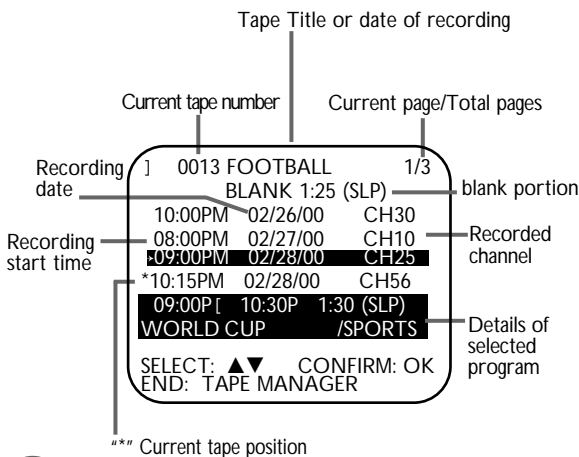 Tape Title or date of recording
Current tape number
Current page/Total pages
Recording date
] 0013 FOOTBALL 1/3
BLANK 1:25 (SLP)
blank portion
10:00PM 02/26/00 CH30
Recording start time
08:00PM 02/27/00 CH10
Recorded channel
>09:00PM 02/28/00 CH25
*10:15PM 02/28/00 CH56
09:00P[ 10:30P 1:30 (SLP)
WORLD CUP /SPORTS
Details of selected program
SELECT: ▲▼ CONFIRM: OK
END: TAPE MANAGER
"*" Current tape position